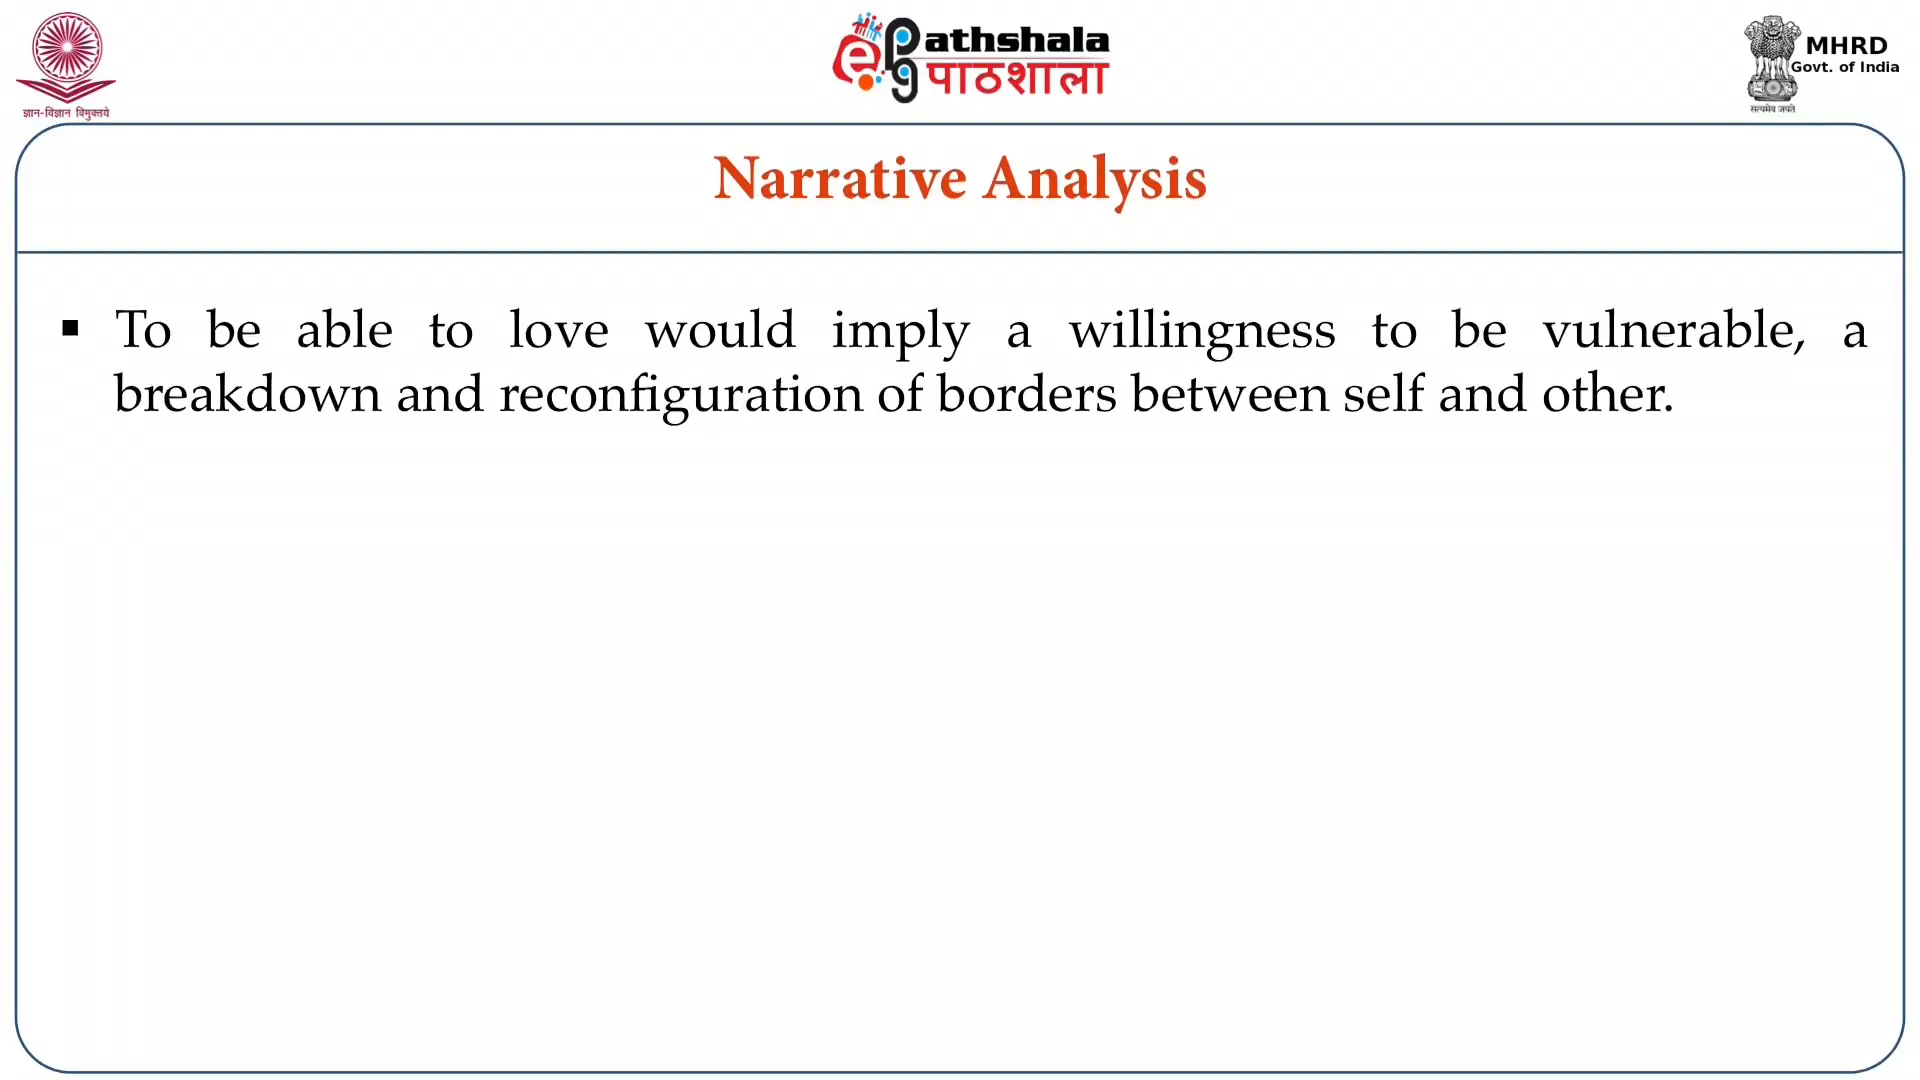 ज्ञान-विज्ञान विमुक्तये
ePathshala
पाठशाला
MHRD
Govt. of India
सत्यमेव जयते
Narrative Analysis
▪ To be able to love would imply a willingness to be vulnerable, a
breakdown and reconfiguration of borders between self and other.